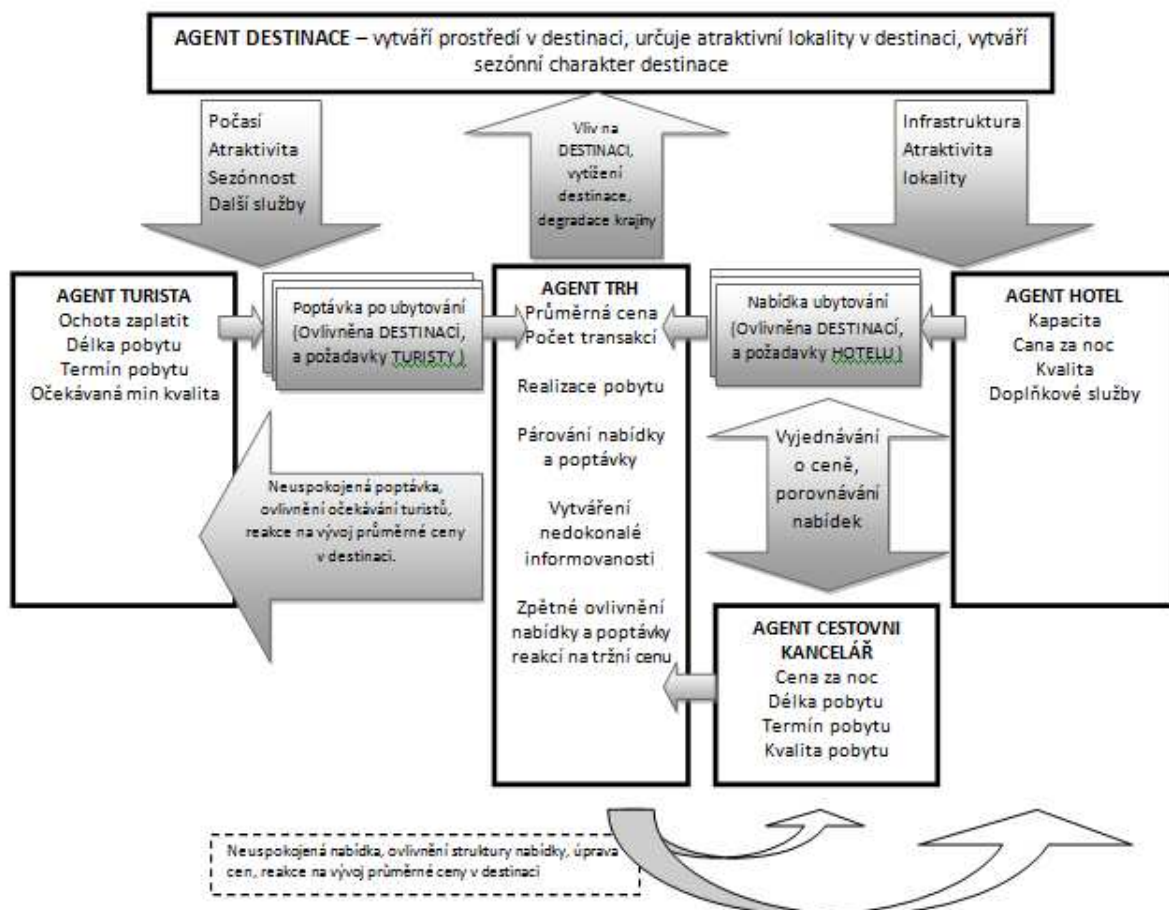 AGENT DESTINACE – vytváří prostředí v destinaci, určuje atraktivní lokality v destinaci, vytváří
sezónní charakter destinace
Počasí
Atraktivita
Sezónnost
Další služby
Vliv na
DESTINACI,
vytížení
destinace,
degradace krajiny
Infrastruktura
Atraktivita
lokality
AGENT TURISTA
Ochota zaplatit
Délka pobytu
Termín pobytu
Očekávaná min kvalita
Poptávka po ubytování
(Ovlivněna DESTINACÍ,
a požadavky TURISTY )
AGENT TRH
Průměrná cena
Počet transakcí
Realizace pobytu
Párování nabídky
a poptávky
Vytváření
nedokonalé
informovanosti
Zpětné ovlivnění
nabídky a poptávky
reakcí na tržní cenu
Nabídka ubytování
(Ovlivněna DESTINACÍ,
a požadavky HOTELU )
AGENT HOTEL
Kapacita
Cana za noc
Kvalita
Doplňkové služby
Neuspokojená poptávka,
ovlivnění očekávání turistů,
reakce na vývoj průměrné ceny
v destinaci.
Vyjednávání
o ceně,
porovnávání
nabídek
AGENT CESTOVNI
KANCELÁŘ
Cena za noc
Délka pobytu
Termín pobytu
Kvalita pobytu
Neuspokojená nabídka, ovlivnění struktury nabídky, úprava
cen, reakce na vývoj průměrné ceny v destinaci